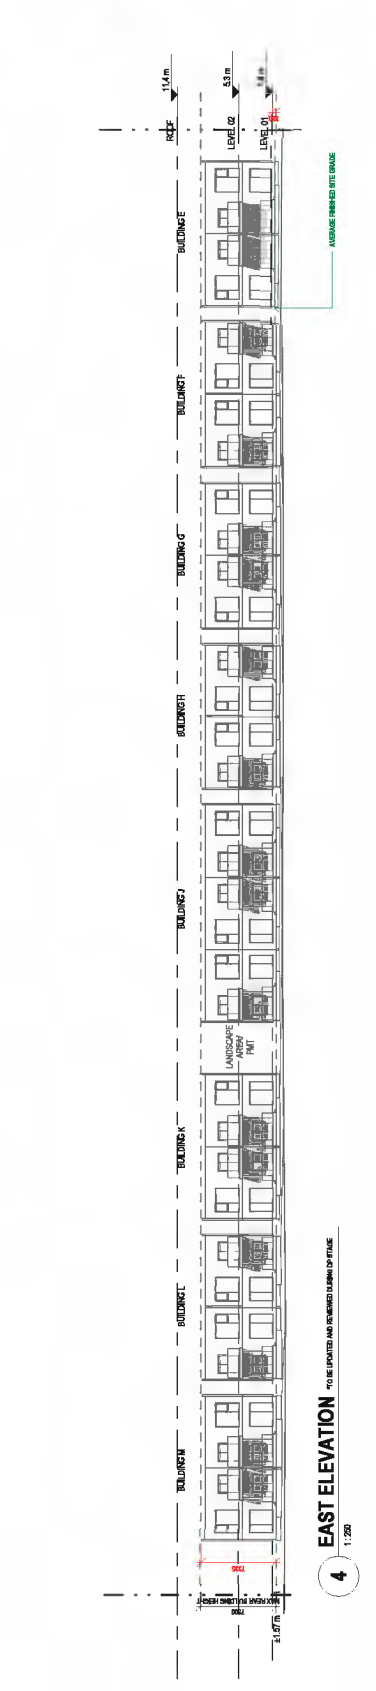 11.4 m
5.3 m
ROOF
LEVEL 02
LEVEL 01
BUILDING E
BUILDING F
BUILDING G
BUILDING H
BUILDING J
BUILDING K
BUILDING L
BUILDING M
AVERAGE FINISHED SITE GRADE
LANDSCAPE
AREA/
PMT
MAX REAR BUILDING HEIGHT
±1.57 m
4
EAST ELEVATION *TO BE UPDATED AND REVIEWED DURING DP STAGE
1 : 250